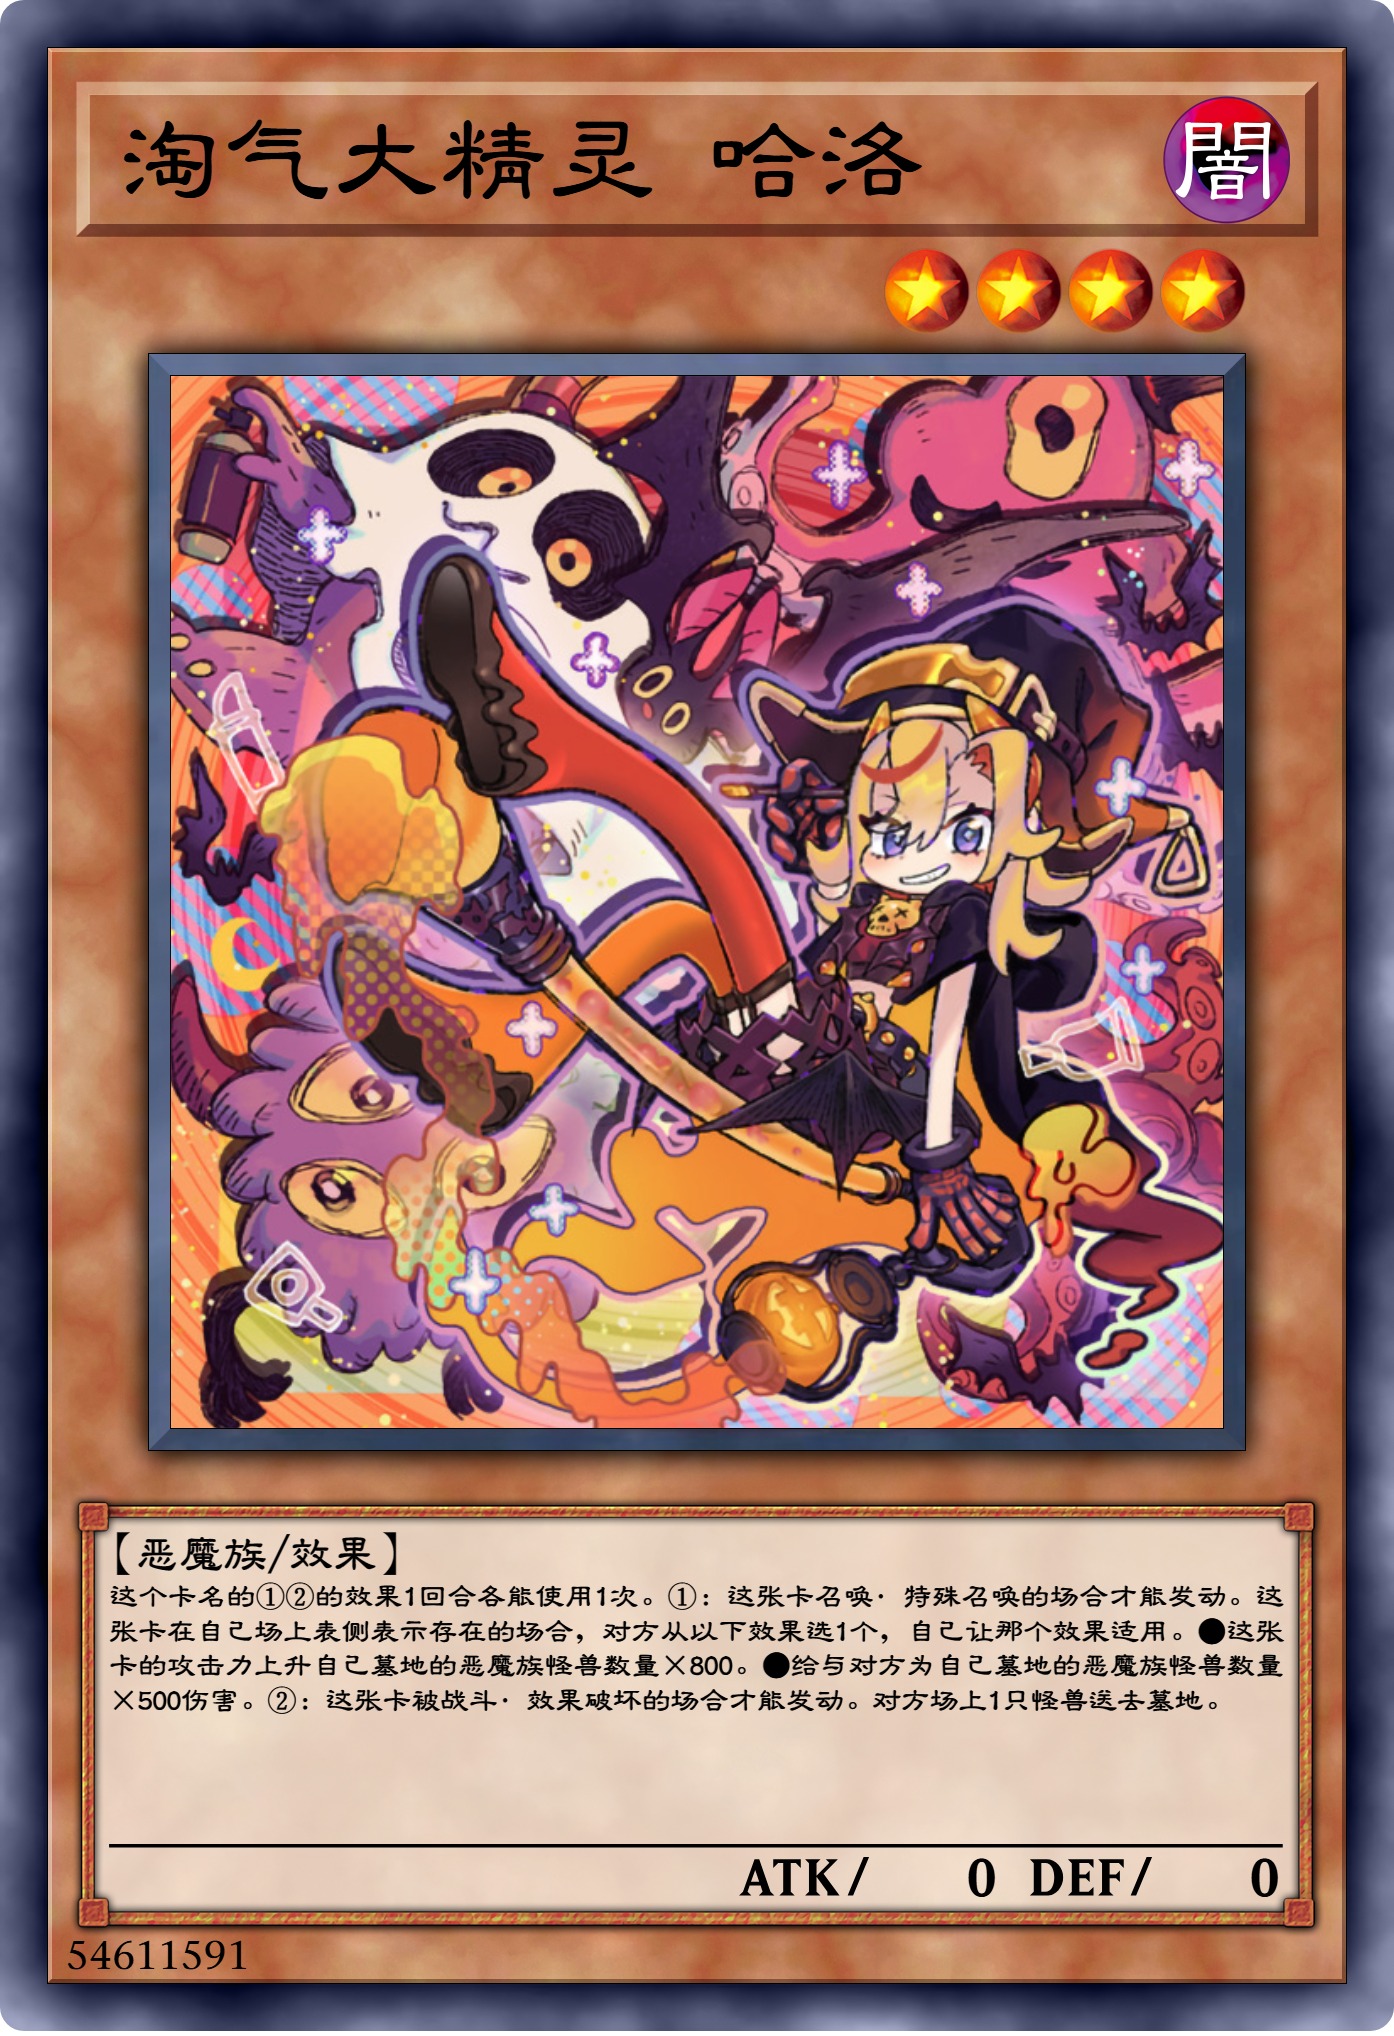 淘气大精灵 哈洛
闇
【恶魔族/效果】
这个卡名的①②的效果1回合各能使用1次。①：这张卡召唤·特殊召唤的场合才能发动。这
张卡在自己场上表侧表示存在的场合，对方从以下效果选1个，自己让那个效果适用。●这张
卡的攻击力上升自己墓地的恶魔族怪兽数量×800。●给与对方为自己墓地的恶魔族怪兽数量
×500伤害。②：这张卡被战斗·效果破坏的场合才能发动。对方场上1只怪兽送去墓地。
ATK/ 0 DEF/ 0
54611591